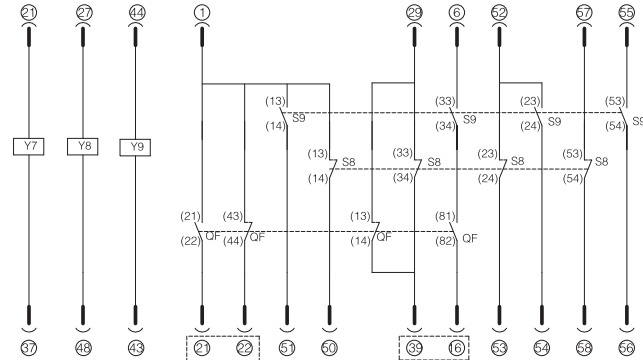 21 27 44 1 29 6 52 57 55
(13) S9 (33) S9 (23) S9 (53) S9
(14) (34) (24) (54)
Y7 Y8 Y9
(13) S8 (33) S8 (23) S8 (53) S8
(14) (34) (24) (54)
(21) QF (43) QF (13) QF (81) QF
(22) (44) (14) (82)
37 48 43 21 22 51 50 39 16 53 54 58 56